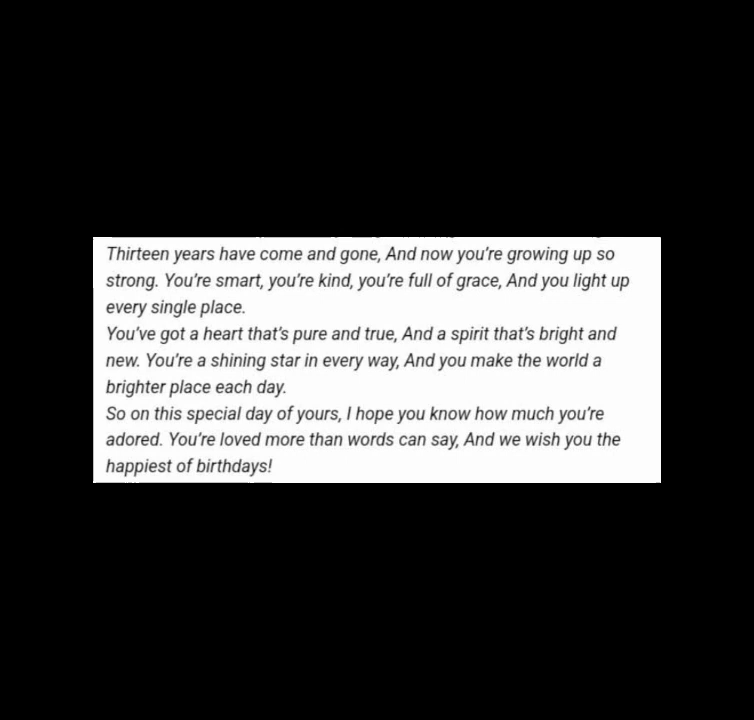 Thirteen years have come and gone, And now you're growing up so
strong. You're smart, you're kind, you're full of grace, And you light up
every single place.
You've got a heart that's pure and true, And a spirit that's bright and
new. You're a shining star in every way, And you make the world a
brighter place each day.
So on this special day of yours, I hope you know how much you're
adored. You're loved more than words can say, And we wish you the
happiest of birthdays!